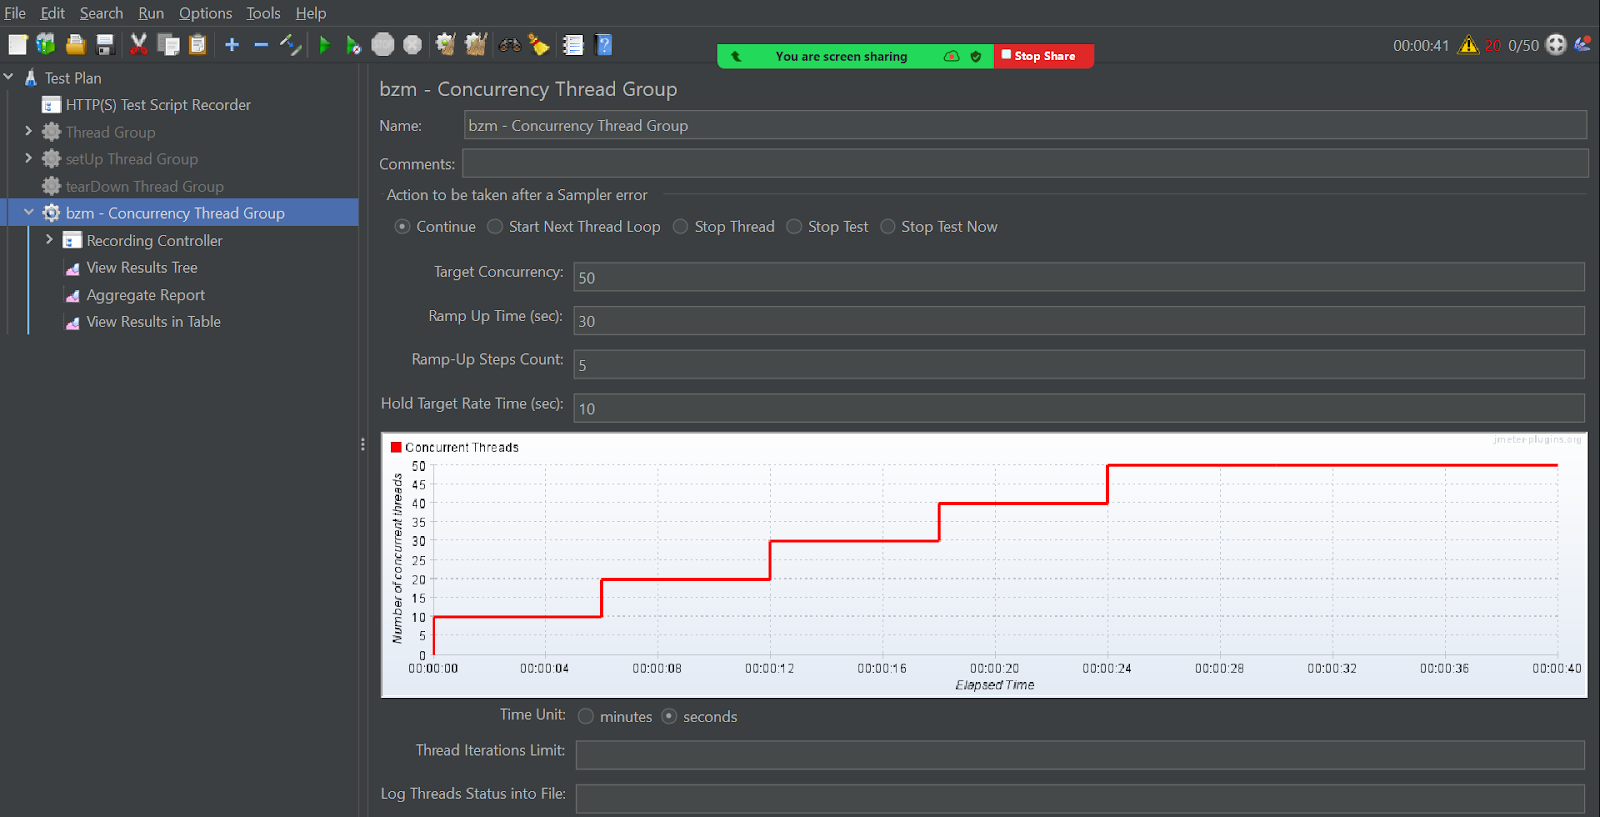 File Edit Search Run Options Tools Help
STOP
You are screen sharing
Stop Share
00:00:41 20 0/50
Test Plan
HTTP(S) Test Script Recorder
Thread Group
setUp Thread Group
tearDown Thread Group
bzm - Concurrency Thread Group
Recording Controller
View Results Tree
Aggregate Report
View Results in Table
bzm - Concurrency Thread Group
Name: bzm - Concurrency Thread Group
Comments:
Action to be taken after a Sampler error
Continue Start Next Thread Loop Stop Thread Stop Test Stop Test Now
Target Concurrency: 50
Ramp Up Time (sec): 30
Ramp-Up Steps Count: 5
Hold Target Rate Time (sec): 10
Concurrent Threads
jmeter-plugins.org
Number of concurrent threads
50
45
40
35
30
25
20
15
10
5
0
00:00:00 00:00:04 00:00:08 00:00:12 00:00:16 00:00:20 00:00:24 00:00:28 00:00:32 00:00:36 00:00:40
Elapsed Time
Time Unit: minutes seconds
Thread Iterations Limit:
Log Threads Status into File: